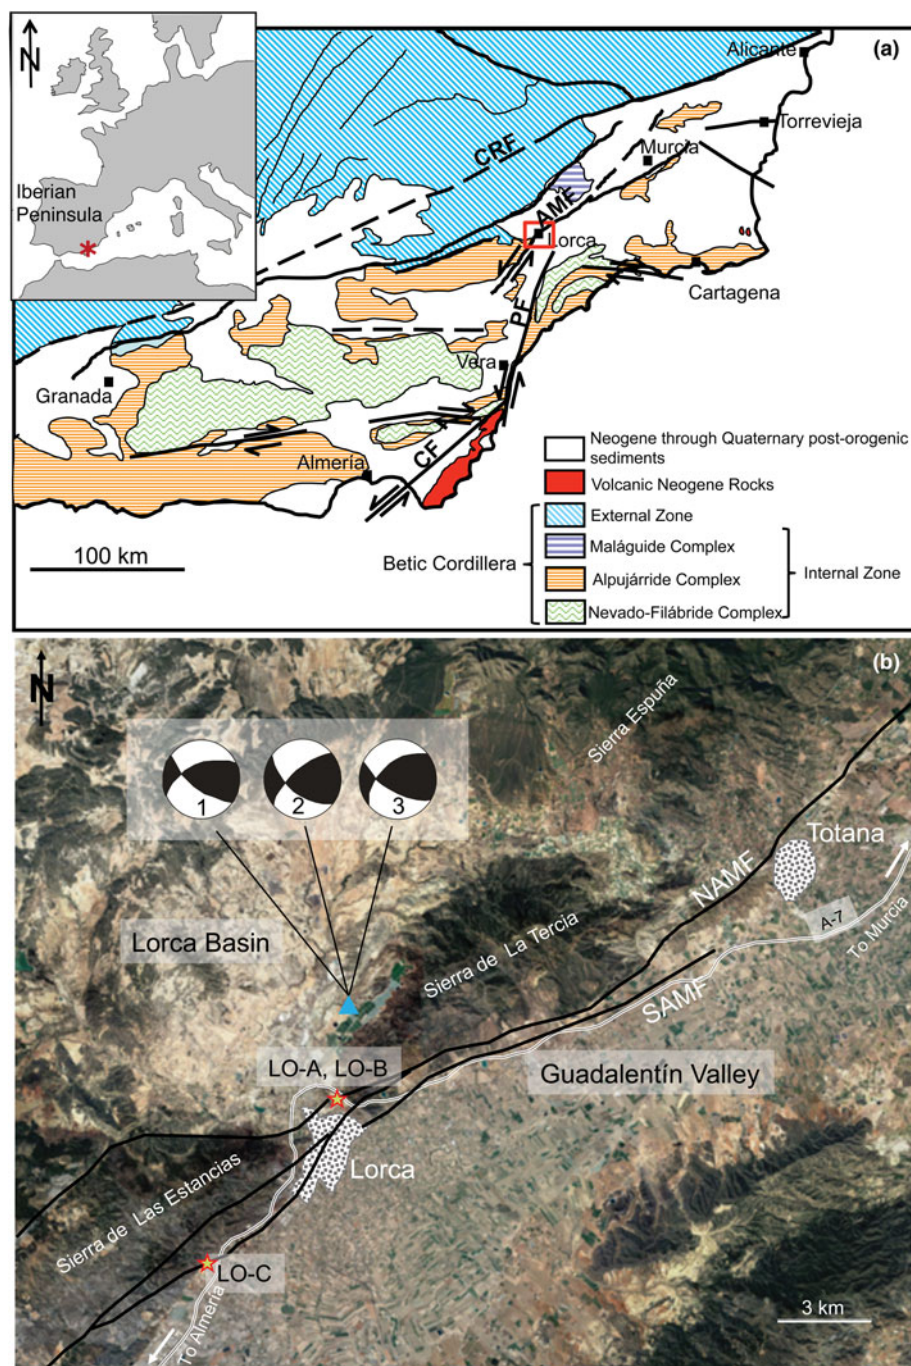 N
(a)
Alicante
Torrevieja
Murcia
CRF
AMF
Iberian
Peninsula
Lorca
Cartagena
PF
Vera
Granada
CF
Almería
100 km
Neogene through Quaternary post-orogenic
sediments
Volcanic Neogene Rocks
External Zone
Betic Cordillera
Maláguide Complex
Alpujárride Complex
Internal Zone
Nevado-Filábride Complex
N
(b)
Sierra Espuña
1
2
3
Totana
NAMF
A-7
To Murcia
Lorca Basin
Sierra de La Tercia
SAMF
LO-A, LO-B
Guadalentín Valley
Lorca
Sierra de Las Estancias
LO-C
To Almería
3 km